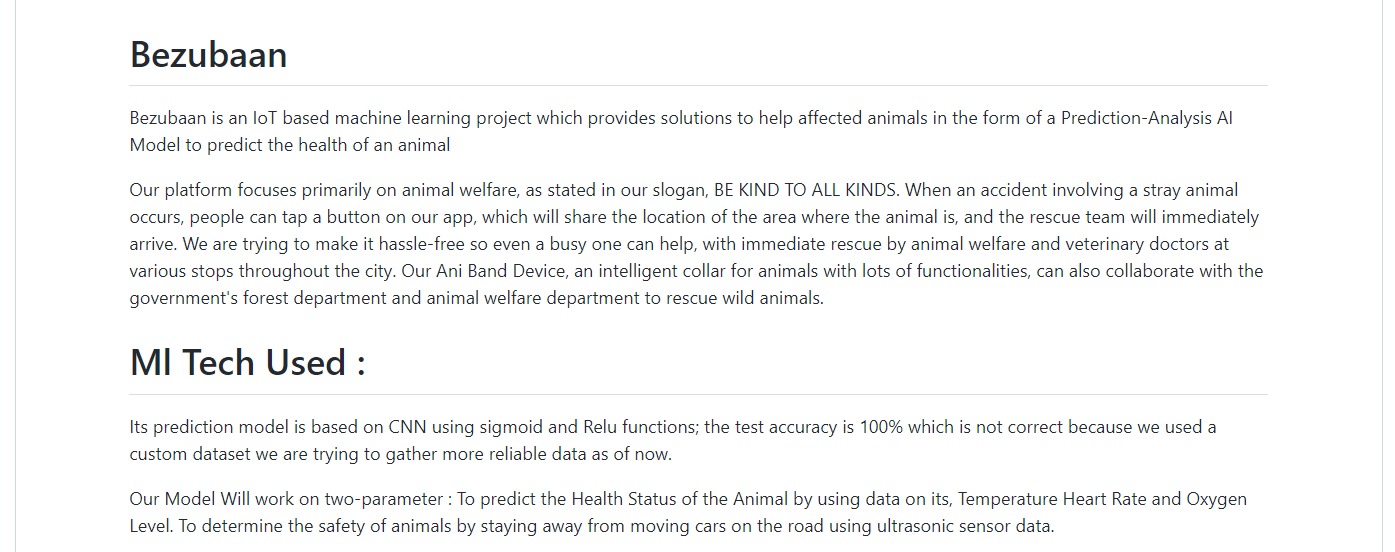 Bezubaan
Bezubaan is an IoT based machine learning project which provides solutions to help affected animals in the form of a Prediction-Analysis AI
Model to predict the health of an animal
Our platform focuses primarily on animal welfare, as stated in our slogan, BE KIND TO ALL KINDS. When an accident involving a stray animal
occurs, people can tap a button on our app, which will share the location of the area where the animal is, and the rescue team will immediately
arrive. We are trying to make it hassle-free so even a busy one can help, with immediate rescue by animal welfare and veterinary doctors at
various stops throughout the city. Our Ani Band Device, an intelligent collar for animals with lots of functionalities, can also collaborate with the
government's forest department and animal welfare department to rescue wild animals.
Ml Tech Used :
Its prediction model is based on CNN using sigmoid and Relu functions; the test accuracy is 100% which is not correct because we used a
custom dataset we are trying to gather more reliable data as of now.
Our Model Will work on two-parameter : To predict the Health Status of the Animal by using data on its, Temperature Heart Rate and Oxygen
Level. To determine the safety of animals by staying away from moving cars on the road using ultrasonic sensor data.